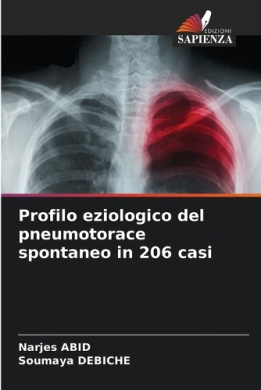 EDIZIONI
SAPIENZA
Profilo eziologico del
pneumotorace
spontaneo in 206 casi
Narjes ABID
Soumaya DEBICHE